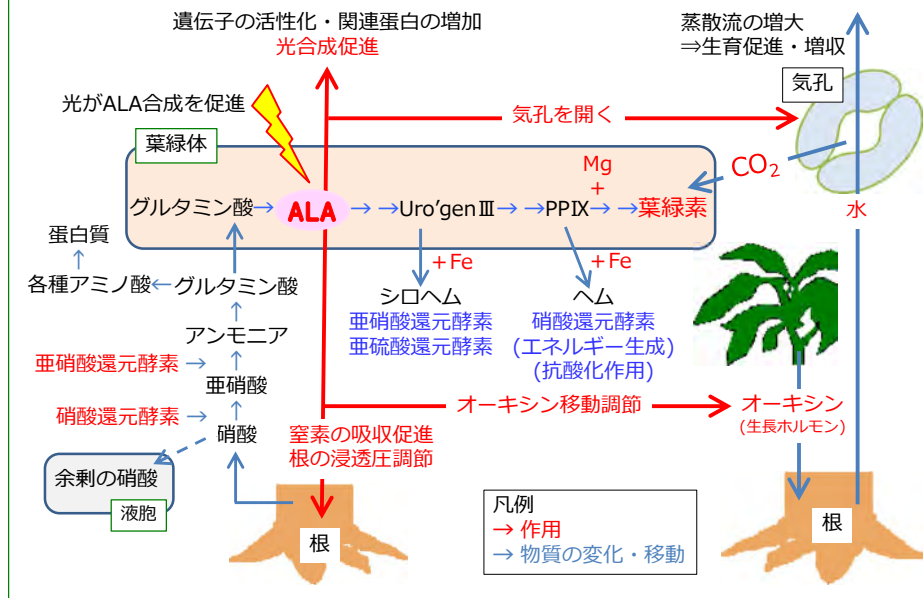 遺伝子の活性化・関連蛋白の増加
光合成促進
蒸散流の増大
⇒生育促進・増収
気孔
光がALA合成を促進
気孔を開く
葉緑体
Mg
+
CO₂
グルタミン酸→ALA→→Uro'genⅢ→→PPIX→→葉緑素
水
蛋白質
+Fe
+Fe
各種アミノ酸←グルタミン酸
シロヘム
亜硝酸還元酵素
亜硫酸還元酵素
ヘム
硝酸還元酵素
(エネルギー生成)
(抗酸化作用)
アンモニア
亜硝酸還元酵素→
亜硝酸
硝酸還元酵素→
硝酸
オーキシン移動調節
オーキシン
(生長ホルモン)
窒素の吸収促進
根の浸透圧調節
余剰の硝酸
液胞
根
凡例
→ 作用
→ 物質の変化・移動
根